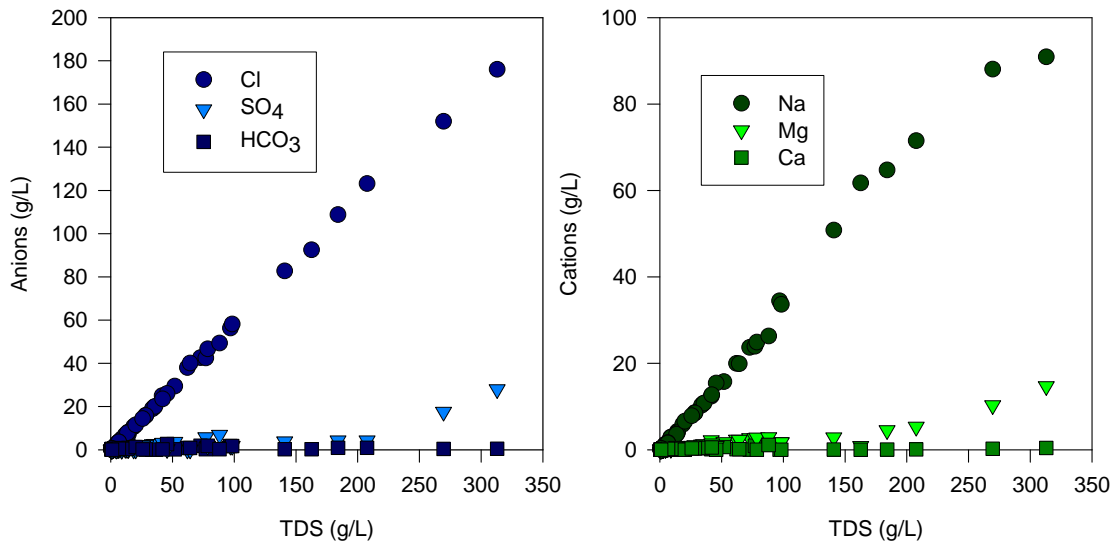 200
180
160
140
120
100
80
60
40
20
0
Anions (g/L)
Cl
SO4
HCO3
0 50 100 150 200 250 300 350
TDS (g/L)
100
80
60
40
20
0
Cations (g/L)
Na
Mg
Ca
0 50 100 150 200 250 300 350
TDS (g/L)